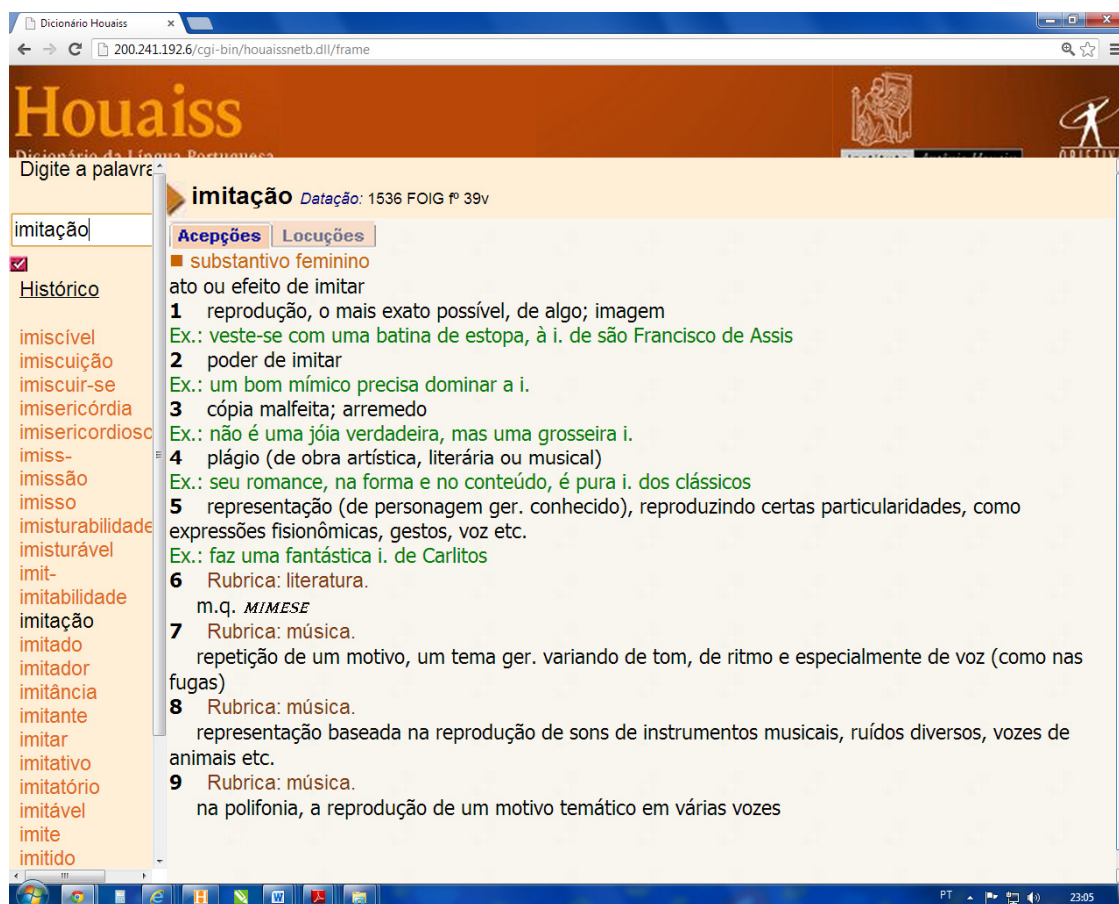 Dicionário Houaiss
200.241.192.6/cgi-bin/houaissnetb.dll/frame
Houaiss
Dicionário da Língua Portuguesa
Digite a palavra
imitação
Histórico
imiscível
imiscuição
imiscuir-se
imisericórdia
imisericordioso
imiss-
imissão
imisso
imisturabilidade
imisturável
imit-
imitabilidade
imitação
imitado
imitador
imitância
imitante
imitar
imitativo
imitatório
imitável
imite
imitido
imitação Datação: 1536 FOIG fº 39v
Acepções Locuções
substantivo feminino
ato ou efeito de imitar
1 reprodução, o mais exato possível, de algo; imagem
Ex.: veste-se com uma batina de estopa, à i. de são Francisco de Assis
2 poder de imitar
Ex.: um bom mímico precisa dominar a i.
3 cópia malfeita; arremedo
Ex.: não é uma jóia verdadeira, mas uma grosseira i.
4 plágio (de obra artística, literária ou musical)
Ex.: seu romance, na forma e no conteúdo, é pura i. dos clássicos
5 representação (de personagem ger. conhecido), reproduzindo certas particularidades, como
expressões fisionômicas, gestos, voz etc.
Ex.: faz uma fantástica i. de Carlitos
6 Rubrica: literatura.
m.q. MIMESE
7 Rubrica: música.
repetição de um motivo, um tema ger. variando de tom, de ritmo e especialmente de voz (como nas
fugas)
8 Rubrica: música.
representação baseada na reprodução de sons de instrumentos musicais, ruídos diversos, vozes de
animais etc.
9 Rubrica: música.
na polifonia, a reprodução de um motivo temático em várias vozes
PT 23:05